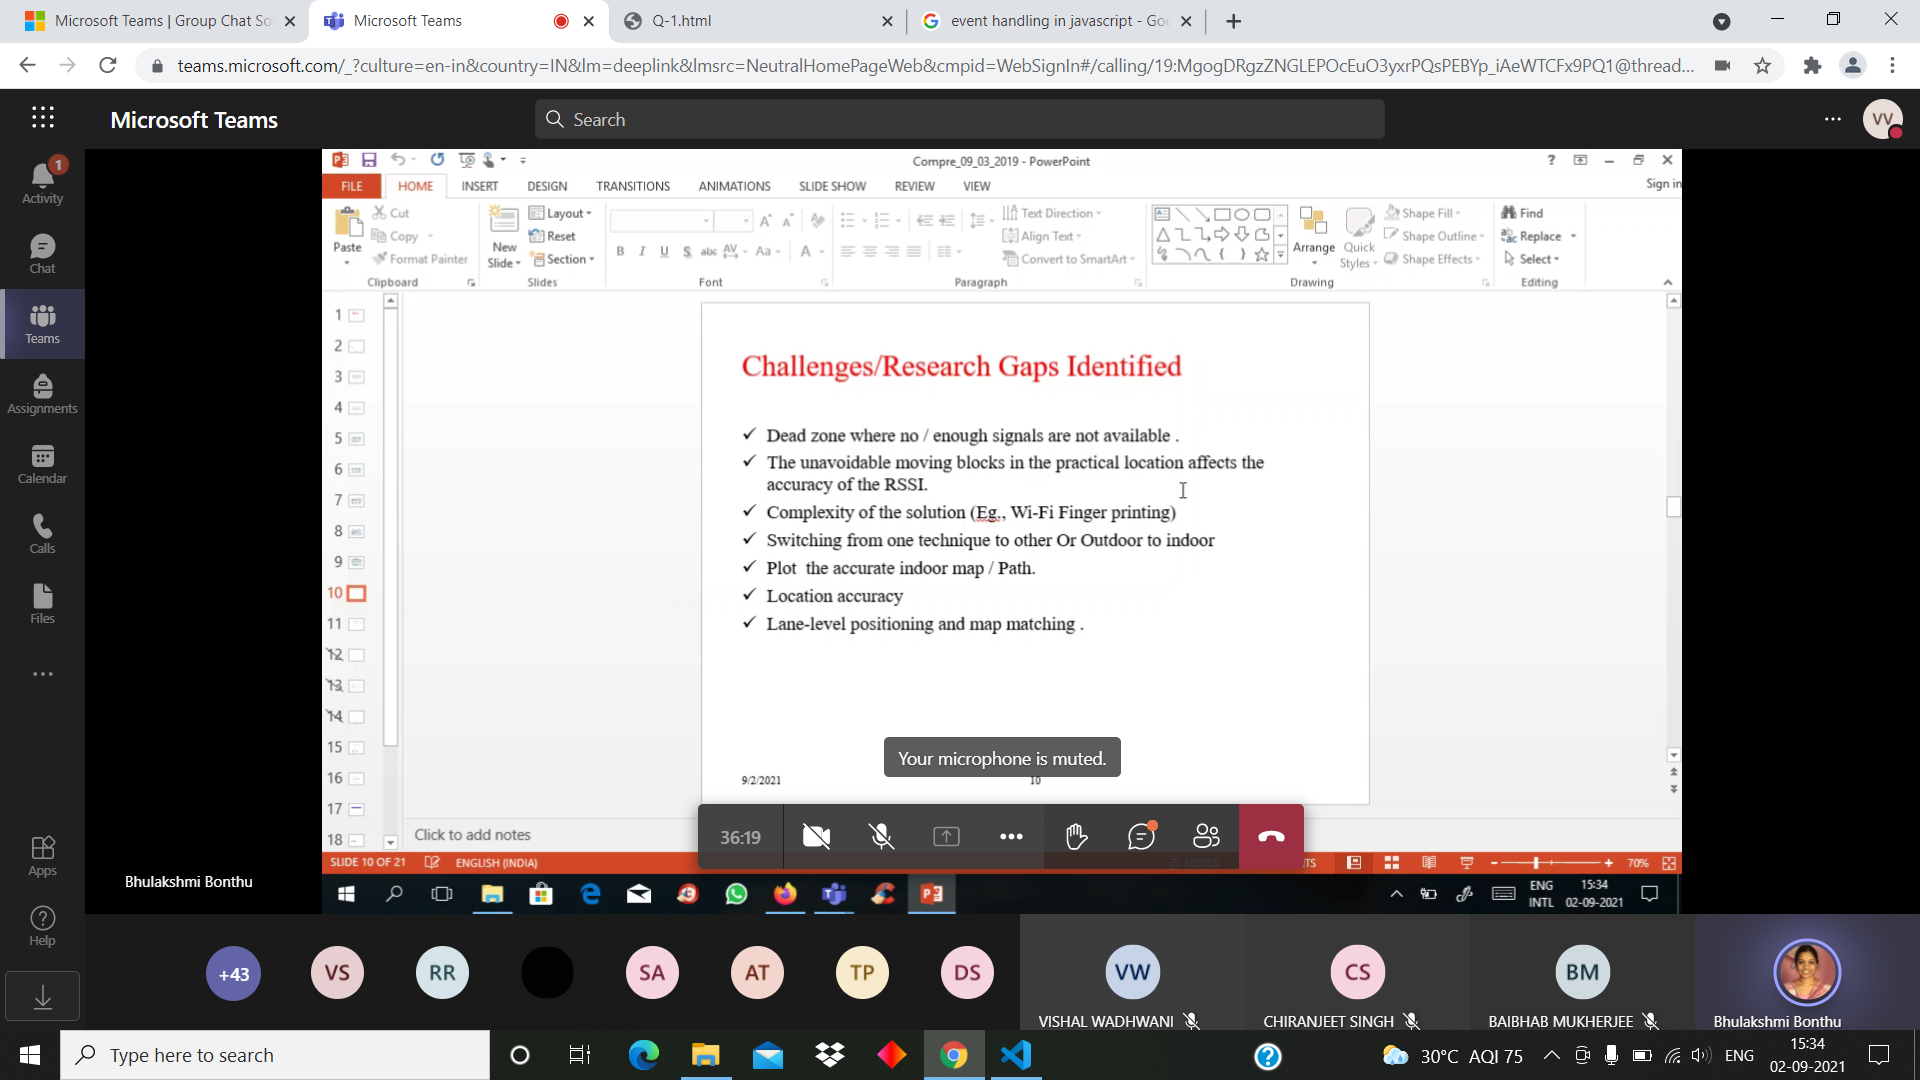 Microsoft Teams | Group Chat So
Microsoft Teams
Q-1.html
event handling in javascript - Goo
teams.microsoft.com/_?culture=en-in&country=IN&lm=deeplink&lmsrc=NeutralHomePageWeb&cmpid=WebSignIn#/calling/19:MgogDRgzZNGLEPOcEuO3yxrPQsPEBYp_iAeWTCFx9PQ1@thread...
Microsoft Teams
Search
VV
1
Activity
Chat
Teams
Assignments
Calendar
Calls
Files
Apps
Help
Compre_09_03_2019 - PowerPoint
FILE HOME INSERT DESIGN TRANSITIONS ANIMATIONS SLIDE SHOW REVIEW VIEW Sign in
Paste
Cut
Copy
Format Painter
Clipboard
New Slide
Layout
Reset
Section
Slides
B I U S abc AV Aa A
Font
Text Direction
Align Text
Convert to SmartArt
Paragraph
Arrange
Quick Styles
Shape Fill
Shape Outline
Shape Effects
Drawing
Find
Replace
Select
Editing
1
2
3
4
5
6
7
8
9
10
11
12
13
14
15
16
17
18
Challenges/Research Gaps Identified
✓ Dead zone where no / enough signals are not available .
✓ The unavoidable moving blocks in the practical location affects the
accuracy of the RSSI.
✓ Complexity of the solution (Eg., Wi-Fi Finger printing)
✓ Switching from one technique to other Or Outdoor to indoor
✓ Plot the accurate indoor map / Path.
✓ Location accuracy
✓ Lane-level positioning and map matching .
Your microphone is muted.
9/2/2021
10
Click to add notes
36:19
SLIDE 10 OF 21 ENGLISH (INDIA)
NOTES
70%
Bhulakshmi Bonthu
ENG
INTL
15:34
02-09-2021
+43
VS
RR
SA
AT
TP
DS
VW
CS
BM
VISHAL WADHWANI
CHIRANJEET SINGH
BAIBHAB MUKHERJEE
Bhulakshmi Bonthu
Type here to search
30°C AQI 75
ENG
15:34
02-09-2021